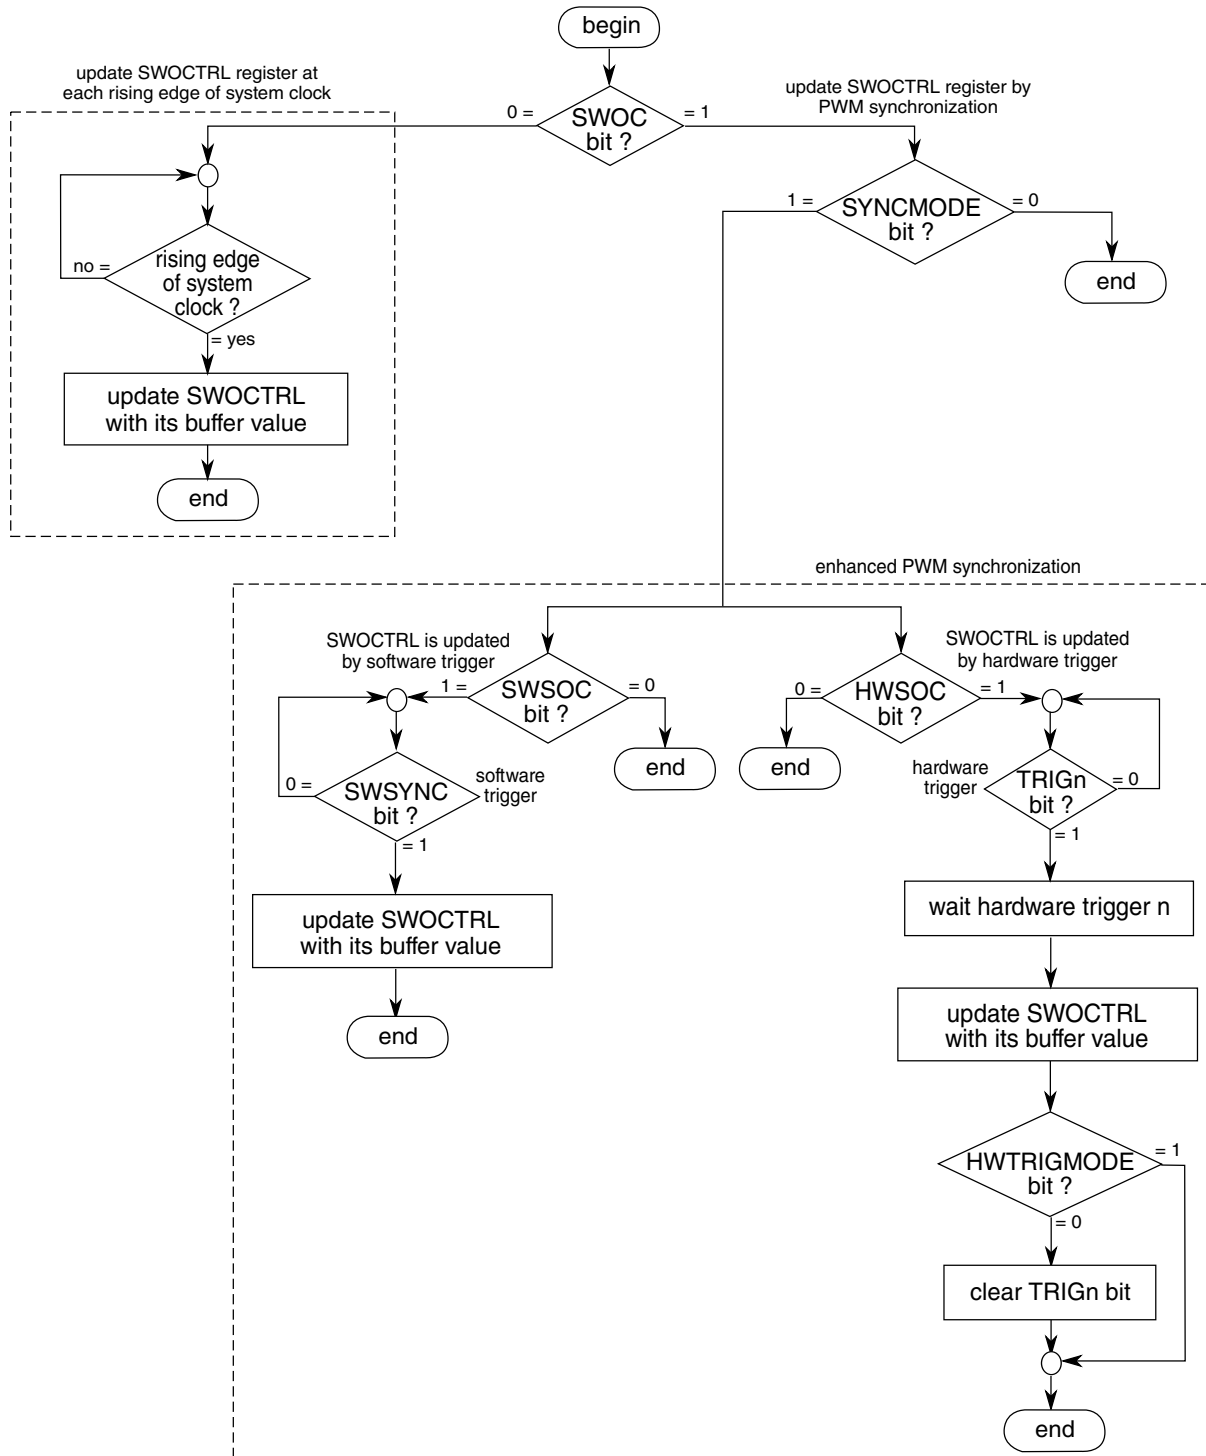 begin
update SWOCTRL register at
each rising edge of system clock
update SWOCTRL register by
PWM synchronization
0 =
SWOC
bit ?
= 1
1 =
SYNCMODE
bit ?
= 0
end
no =
rising edge
of system
clock ?
= yes
update SWOCTRL
with its buffer value
end
enhanced PWM synchronization
SWOCTRL is updated
by software trigger
SWOCTRL is updated
by hardware trigger
1 =
SWSOC
bit ?
= 0
end
0 =
HWSOC
bit ?
= 1
end
0 =
SWSYNC
bit ?
software
trigger
= 1
update SWOCTRL
with its buffer value
end
hardware
trigger
TRIGn
bit ?
= 0
= 1
wait hardware trigger n
update SWOCTRL
with its buffer value
HWTRIGMODE
bit ?
= 1
= 0
clear TRIGn bit
end